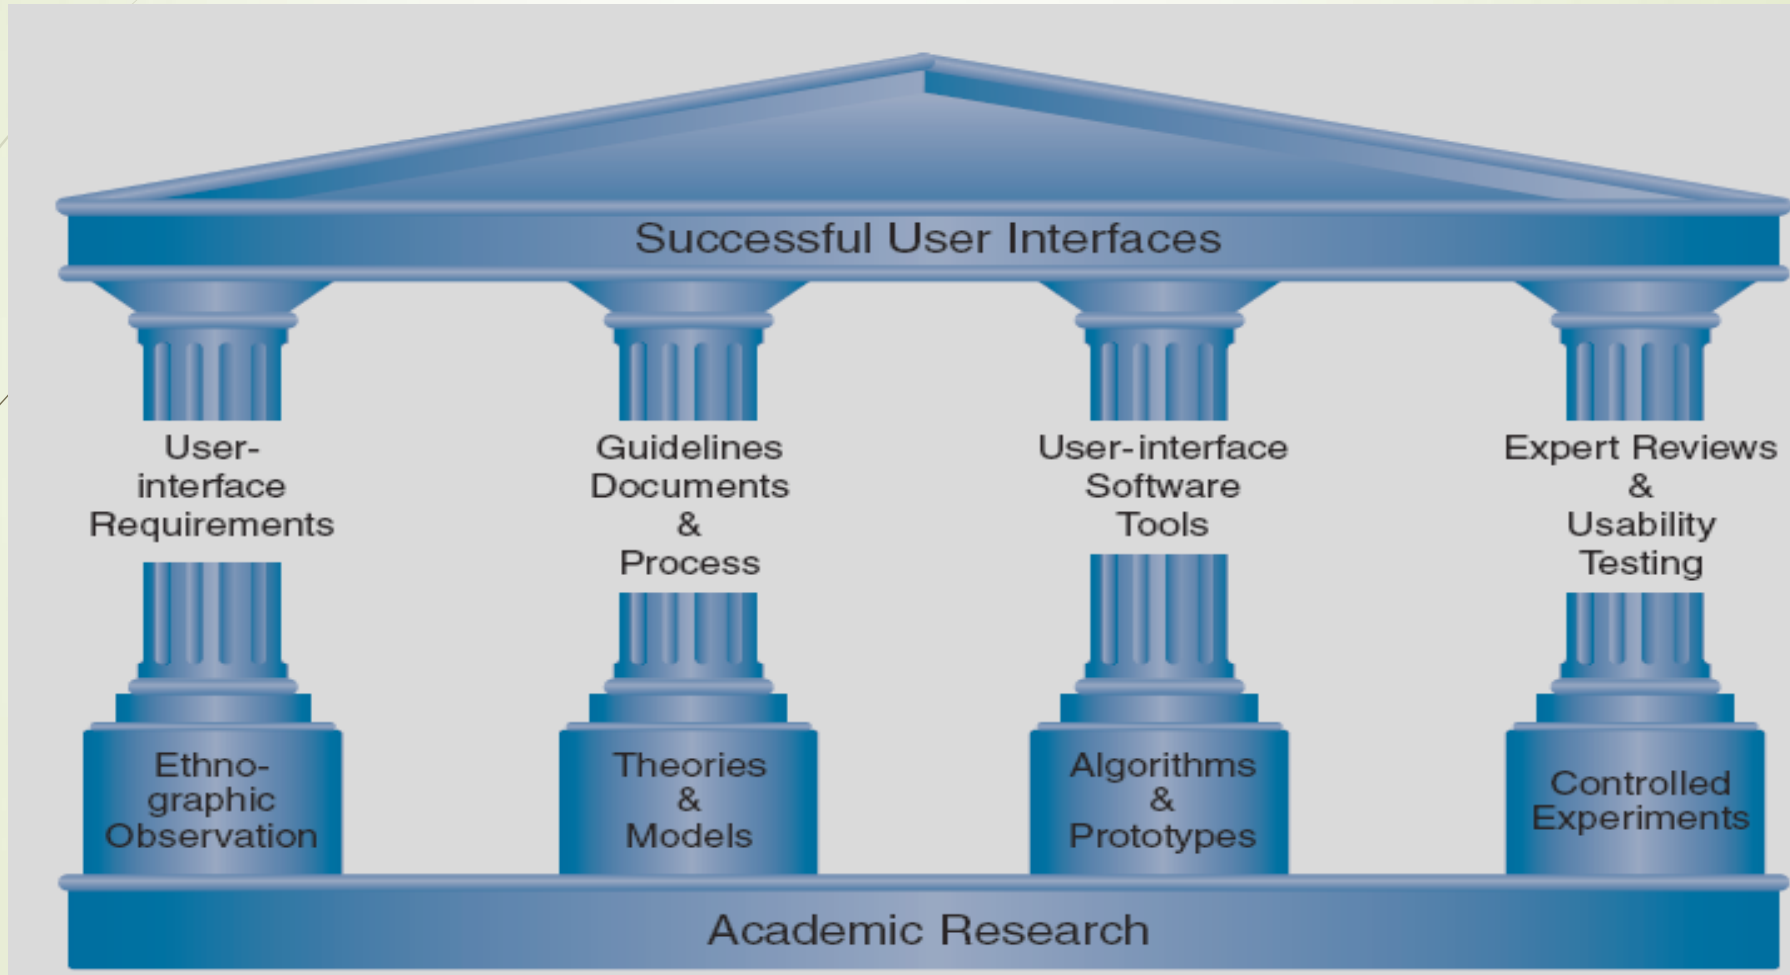 Successful User Interfaces
User-
interface
Requirements
Guidelines
Documents
&
Process
User-interface
Software
Tools
Expert Reviews
&
Usability
Testing
Ethno-
graphic
Observation
Theories
&
Models
Algorithms
&
Prototypes
Controlled
Experiments
Academic Research